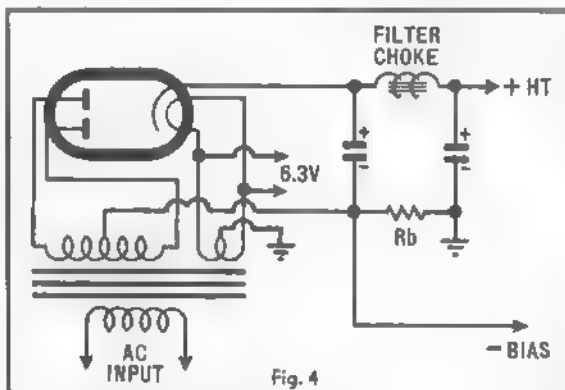 FILTER
CHOKE
+ HT
+
-
+
-
6.3V
Rb
AC
INPUT
- BIAS
Fig. 4